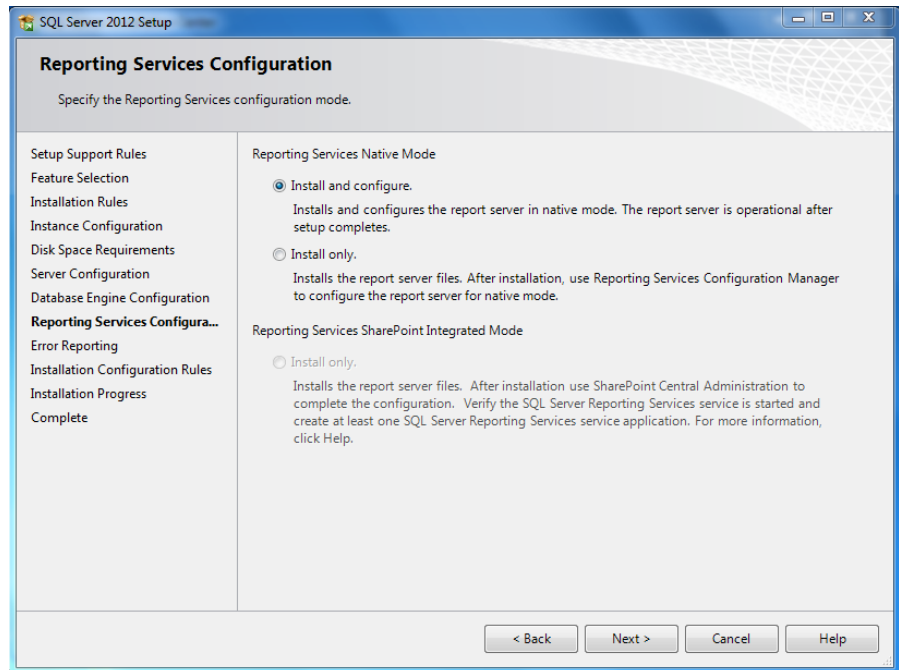 SQL Server 2012 Setup
Reporting Services Configuration
Specify the Reporting Services configuration mode.
Setup Support Rules
Feature Selection
Installation Rules
Instance Configuration
Disk Space Requirements
Server Configuration
Database Engine Configuration
Reporting Services Configura...
Error Reporting
Installation Configuration Rules
Installation Progress
Complete
Reporting Services Native Mode
Install and configure.
Installs and configures the report server in native mode. The report server is operational after
setup completes.
Install only.
Installs the report server files. After installation, use Reporting Services Configuration Manager
to configure the report server for native mode.
Reporting Services SharePoint Integrated Mode
Install only.
Installs the report server files.  After installation use SharePoint Central Administration to
complete the configuration.  Verify the SQL Server Reporting Services service is started and
create at least one SQL Server Reporting Services service application. For more information,
click Help.
< Back
Next >
Cancel
Help